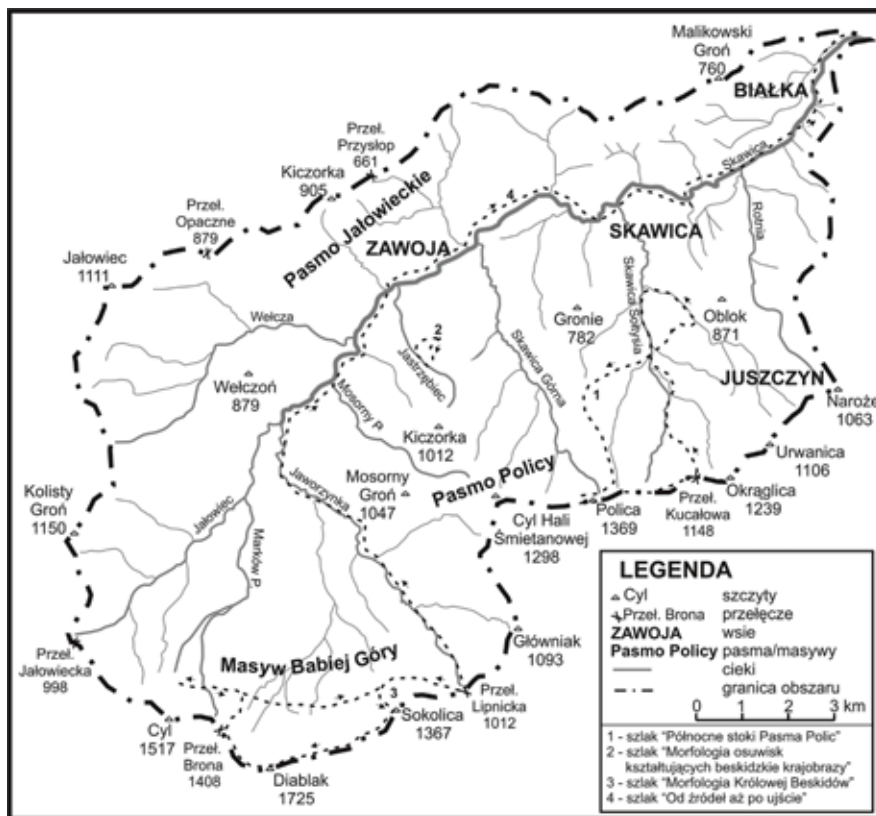 Malikowski
Groń
760
BIAŁKA
Przeł.
Przysłop
661
Kiczorka
905
Skawica
Przeł.
Opaczne
879
Pasmo Jałowieckie
4
ZAWOJA
SKAWICA
Rotnia
Jałowiec
1111
Wełcza
Skawica Sołtysia
Oblok
871
Gronie
782
2
Jastrzębiec
Skawica Górna
Wełczoń
879
JUSZCZYN
Mosorny P.
1
Naroże
1063
Kiczorka
1012
Urwanica
1106
Pasmo Policy
Mosorny
Groń
1047
Jaworzynka
Okrąglica
1239
Kolisty
Groń
1150
Jałowiec
Polica
1369
Przeł.
Kucałowa
1148
Cyl Hali
Śmietanowej
1298
Marków P.
Główniak
1093
Przeł.
Jałowiecka
998
Masyw Babiej Góry
Przeł.
Lipnicka
1012
3
Sokolica
1367
Cyl
1517
Przeł.
Brona
1408
Diablak
1725
LEGENDA
Cyl szczyty
Przeł. Brona przełęcze
ZAWOJA wsie
Pasmo Policy pasma/masywy
cieki
granica obszaru
0 1 2 3 km
1 - szlak "Północne stoki Pasma Polic"
2 - szlak "Morfologia osuwisk
kształtujących beskidzkie krajobrazy"
3 - szlak "Morfologia Królowej Beskidów"
4 - szlak "Od źródeł aż po ujście"